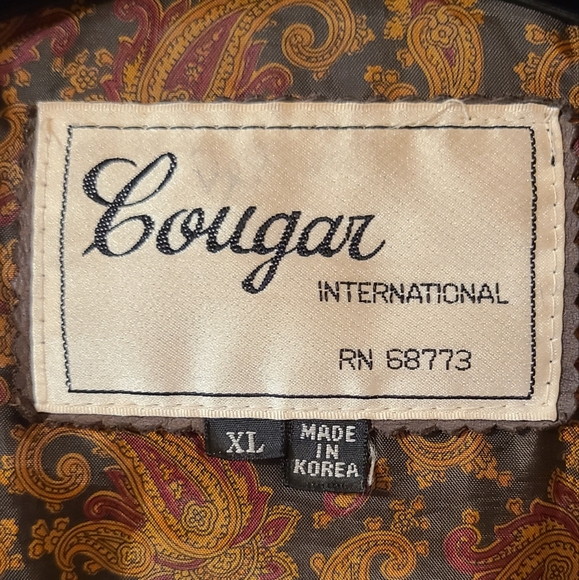 Cougar
INTERNATIONAL
RN 68773
XL
MADE
IN
KOREA